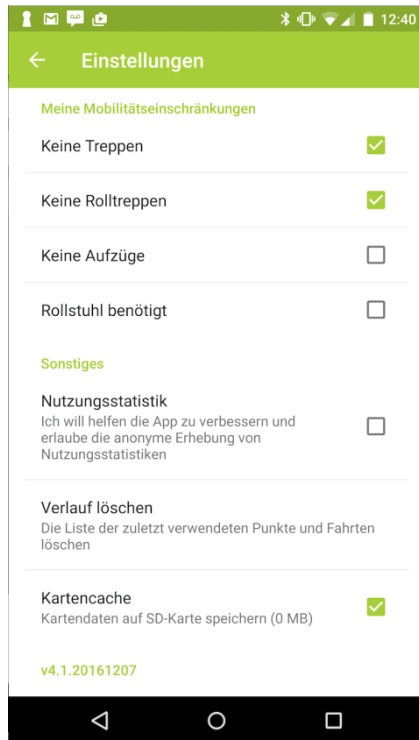 12:40
Einstellungen
Meine Mobilitätseinschränkungen
Keine Treppen
Keine Rolltreppen
Keine Aufzüge
Rollstuhl benötigt
Sonstiges
Nutzungsstatistik
Ich will helfen die App zu verbessern und
erlaube die anonyme Erhebung von
Nutzungsstatistiken
Verlauf löschen
Die Liste der zuletzt verwendeten Punkte und Fahrten
löschen
Kartencache
Kartendaten auf SD-Karte speichern (0 MB)
v4.1.20161207